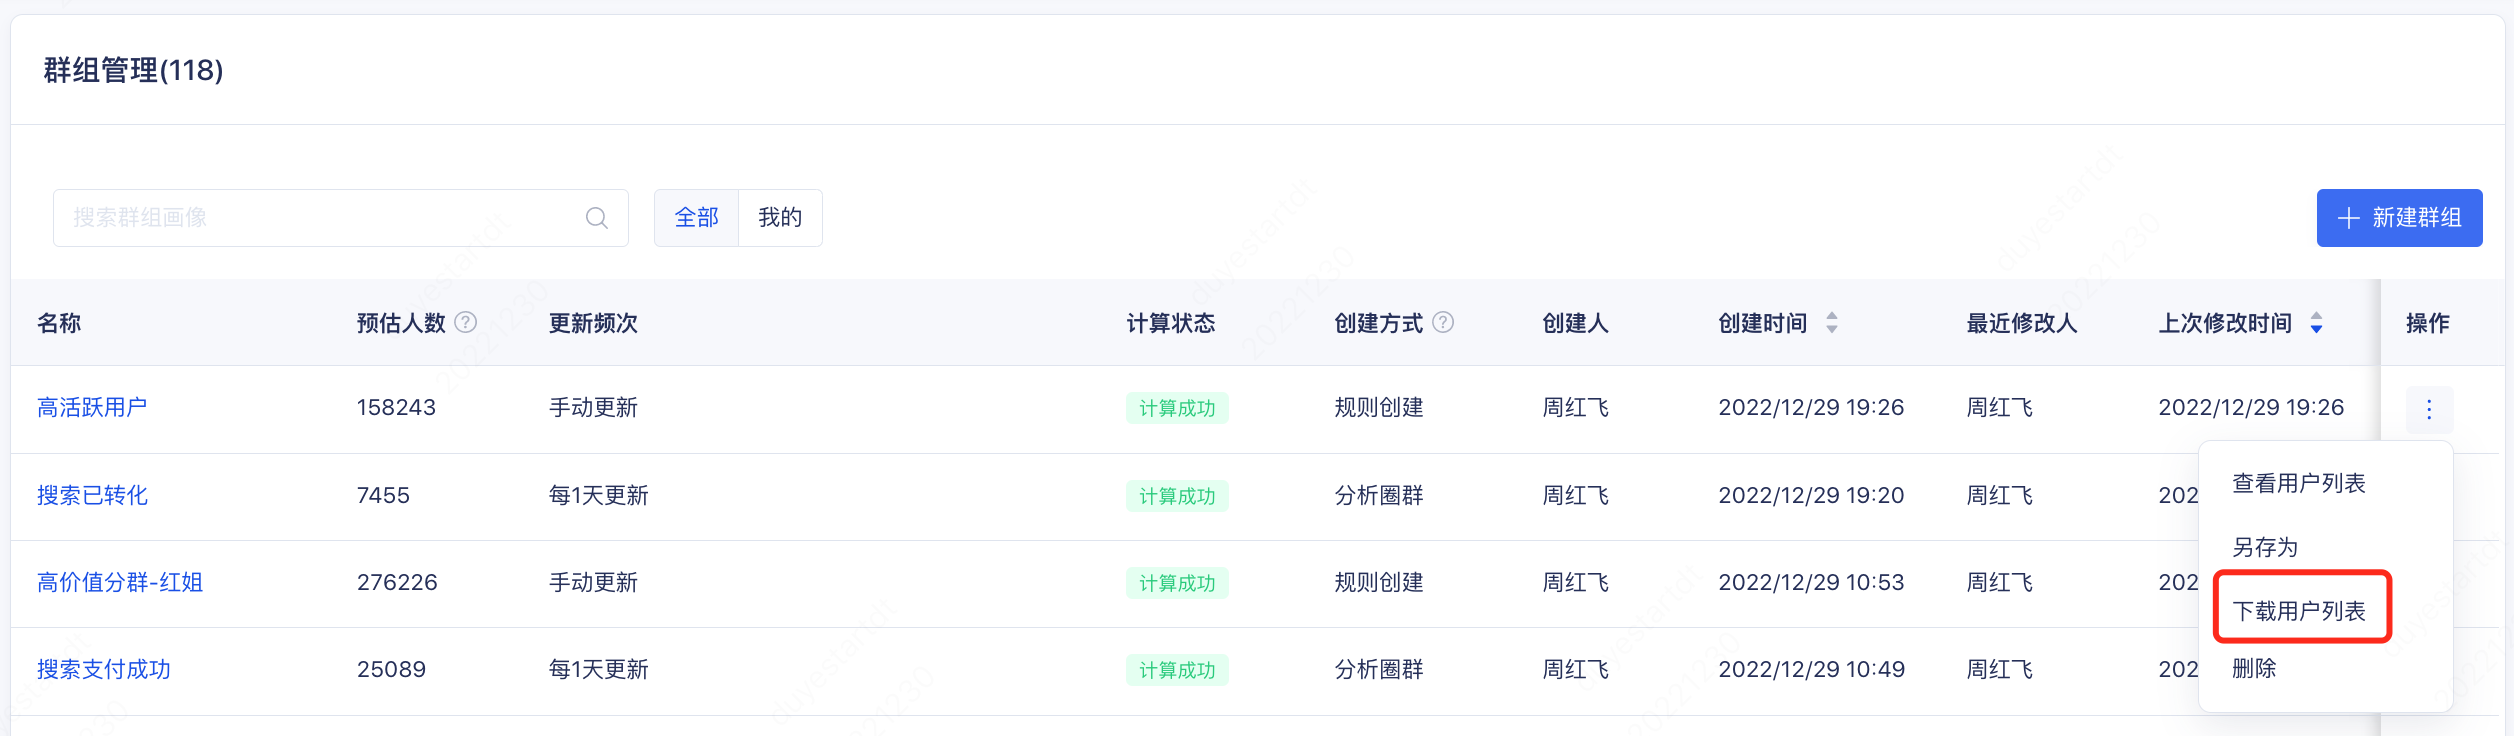 群组管理(118)
搜索群组画像 全部 我的 新建群组
名称 预估人数 更新频次 计算状态 创建方式 创建人 创建时间 最近修改人 上次修改时间 操作
高活跃用户 158243 手动更新 计算成功 规则创建 周红飞 2022/12/29 19:26 周红飞 2022/12/29 19:26
搜索已转化 7455 每1天更新 计算成功 分析圈群 周红飞 2022/12/29 19:20 周红飞 202
高价值分群-红姐 276226 手动更新 计算成功 规则创建 周红飞 2022/12/29 10:53 周红飞 202
搜索支付成功 25089 每1天更新 计算成功 分析圈群 周红飞 2022/12/29 10:49 周红飞 202
查看用户列表
另存为
下载用户列表
删除
duyestartdt
20221230
duyestartdt
20221230
duyestartdt
20221230
duyestartdt
20221230
duyestartdt
20221230